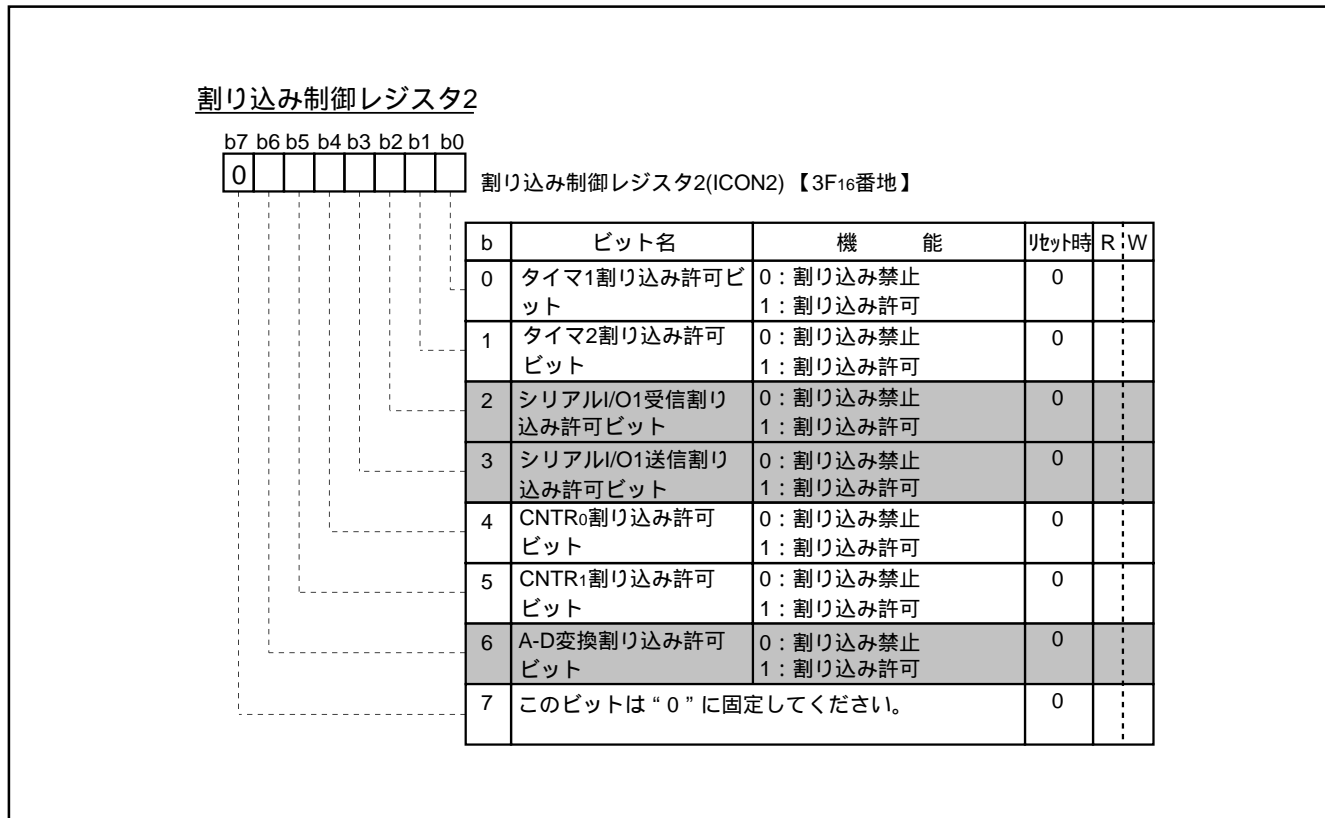 割り込み制御レジスタ2
b7 b6 b5 b4 b3 b2 b1 b0
0
割り込み制御レジスタ2(ICON2) 【3F16番地】
b ビット名 機 能 リセット時 R W
0 タイマ1割り込み許可ビ 0：割り込み禁止 0
ット 1：割り込み許可
1 タイマ2割り込み許可 0：割り込み禁止 0
ビット 1：割り込み許可
2 シリアルI/O1受信割り 0：割り込み禁止 0
込み許可ビット 1：割り込み許可
3 シリアルI/O1送信割り 0：割り込み禁止 0
込み許可ビット 1：割り込み許可
4 CNTR0割り込み許可 0：割り込み禁止 0
ビット 1：割り込み許可
5 CNTR1割り込み許可 0：割り込み禁止 0
ビット 1：割り込み許可
6 A-D変換割り込み許可 0：割り込み禁止 0
ビット 1：割り込み許可
7 このビットは“0”に固定してください。 0